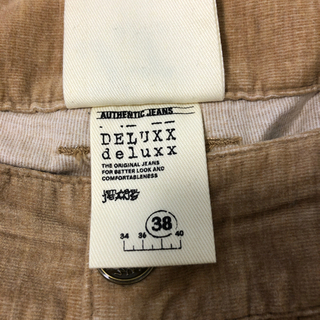 AUTHENTIC JEANS
DELUXX
deluxx
THE ORIGINAL JEANS
FOR BETTER LOOK AND
COMFORTABLENESS
38
34 36 40